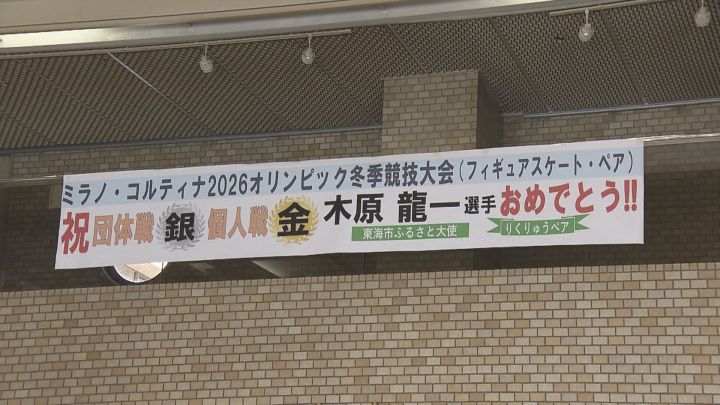 ミラノ・コルティナ2026オリンピック冬季競技大会(フィギュアスケート・ペア)
祝 団体戦 銀 個人戦 金 木原 龍一 選手 おめでとう!!
東海市ふるさと大使 りくりゅうペア